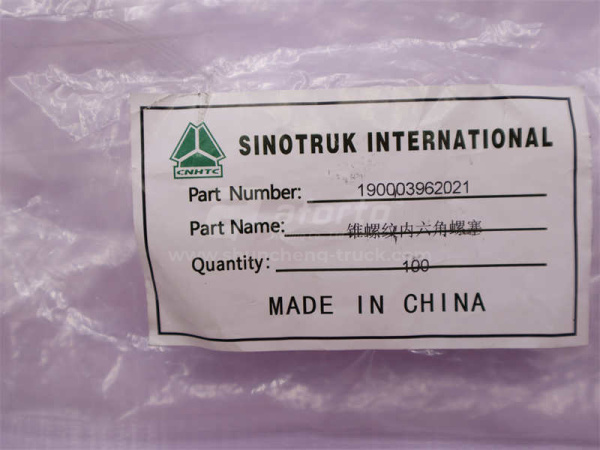 SINOTRUK INTERNATIONAL
CNHTC
Part Number: 190003962021
Part Name: 锥螺纹内六角螺塞
Quantity: 100
MADE IN CHINA